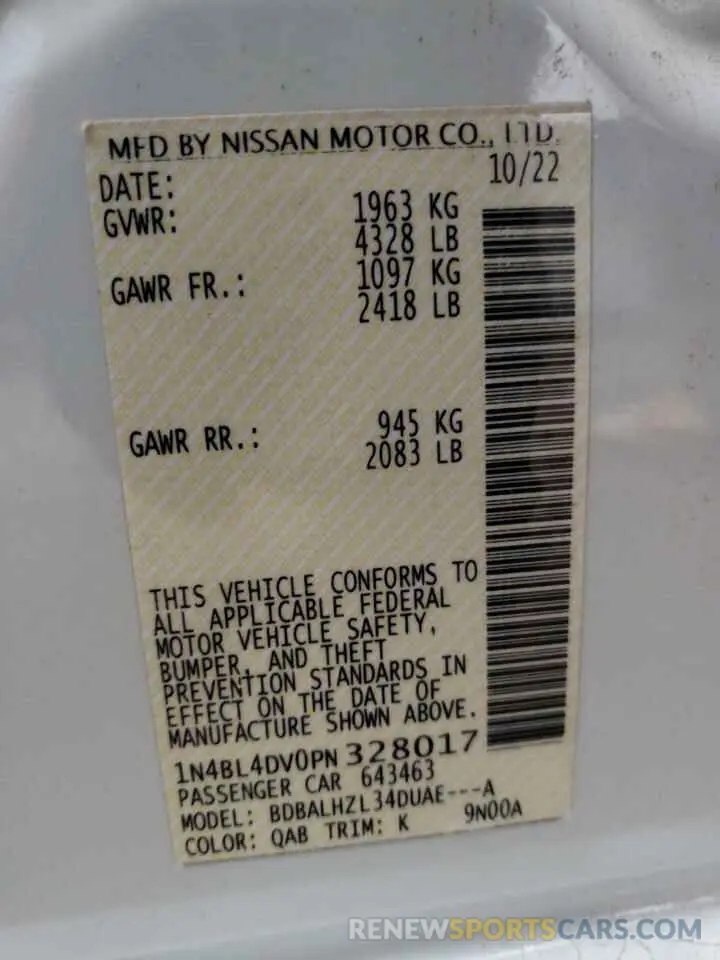 MFD BY NISSAN MOTOR CO., LTD.
DATE: 10/22
GVWR: 1963 KG
4328 LB
GAWR FR.: 1097 KG
2418 LB
GAWR RR.: 945 KG
2083 LB
THIS VEHICLE CONFORMS TO
ALL APPLICABLE FEDERAL
MOTOR VEHICLE SAFETY,
BUMPER, AND THEFT
PREVENTION STANDARDS IN
EFFECT ON THE DATE OF
MANUFACTURE SHOWN ABOVE.
1N4BL4DV0PN328017
PASSENGER CAR 643463
MODEL: BDBALHZL34DUAE---A
COLOR: QAB TRIM: K 9N00A
RENEWSPORTSCARS.COM